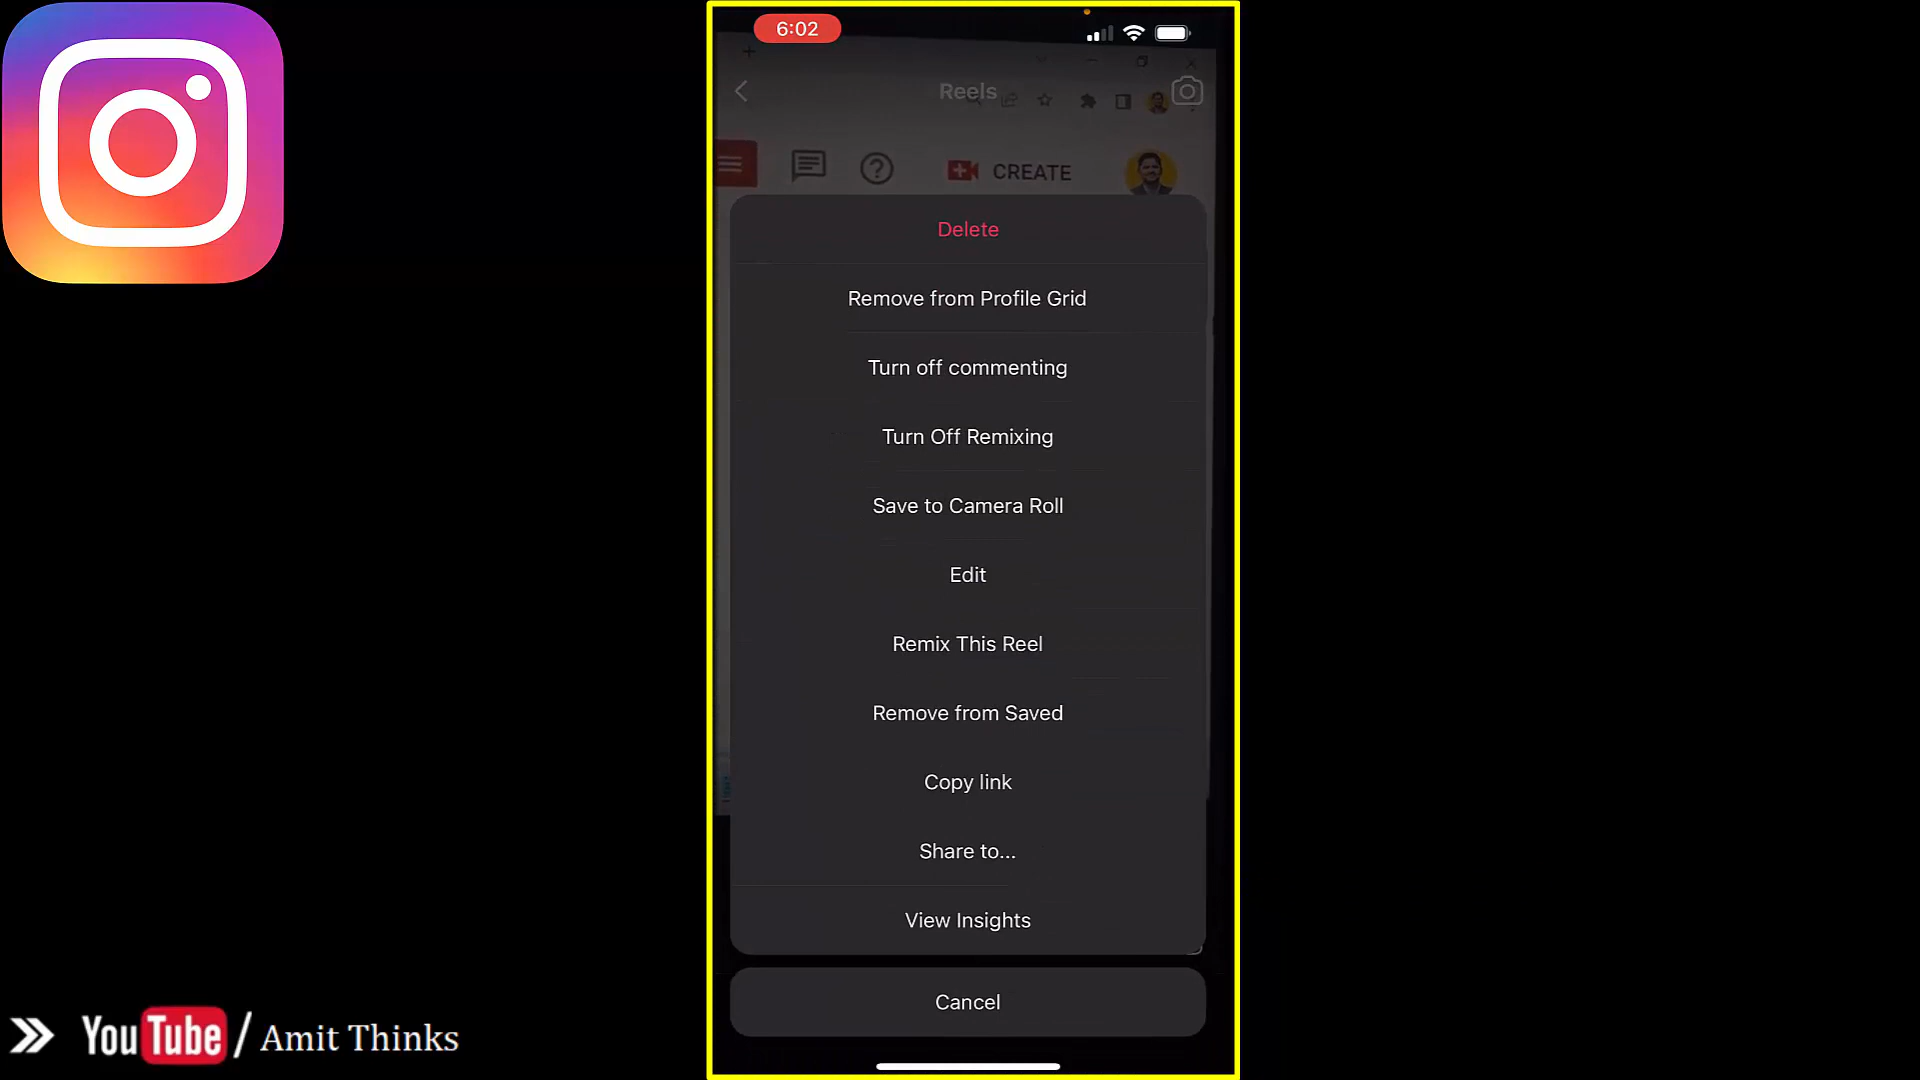 6:02
Reels
CREATE
Delete
Remove from Profile Grid
Turn off commenting
Turn Off Remixing
Save to Camera Roll
Edit
Remix This Reel
Remove from Saved
Copy link
Share to...
View Insights
Cancel
YouTube / Amit Thinks